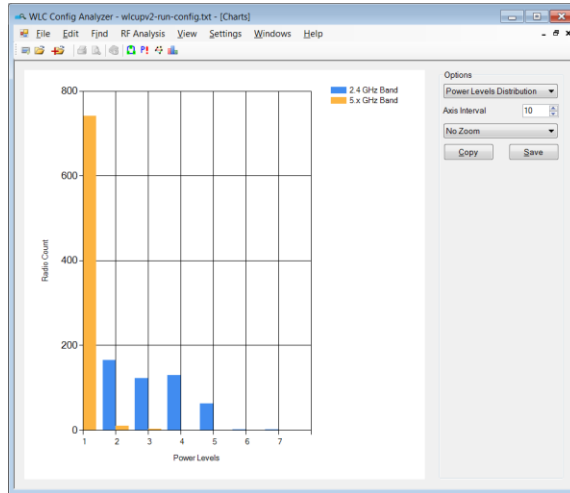 WLC Config Analyzer - wlcupv2-run-config.txt - [Charts]
File Edit Find RF Analysis View Settings Windows Help
P!
800
600
400
200
0
Radio Count
1 2 3 4 5 6 7
Power Levels
2.4 GHz Band
5.x GHz Band
Options
Power Levels Distribution
Axis Interval 10
No Zoom
Copy Save